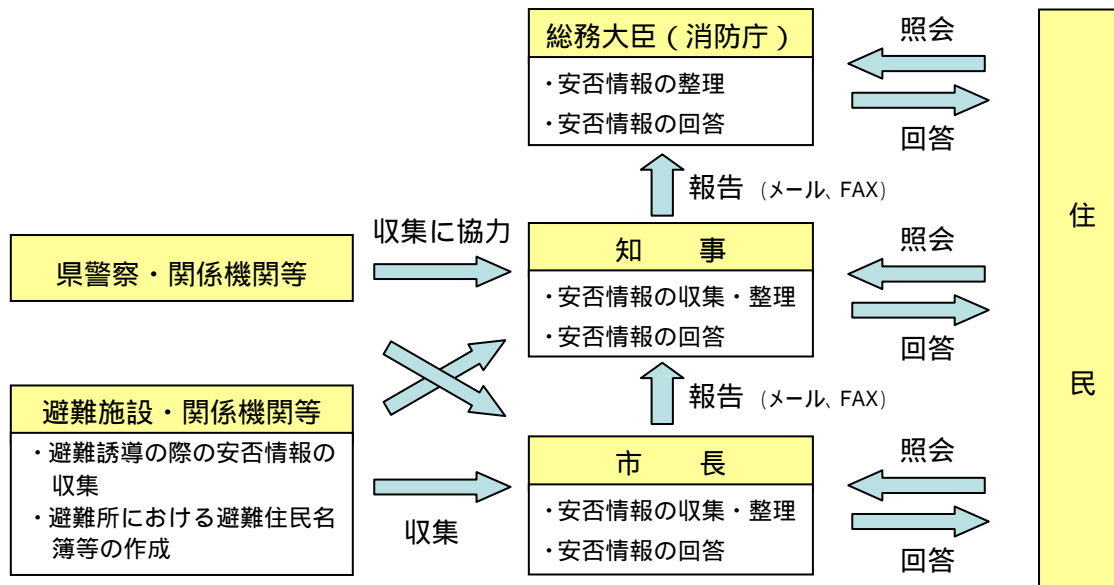 総務大臣（消防庁）
・安否情報の整理
・安否情報の回答
照会
回答
報告 (メール、FAX)
収集に協力
県警察・関係機関等
知　　事
・安否情報の収集・整理
・安否情報の回答
照会
回答
報告 (メール、FAX)
避難施設・関係機関等
・避難誘導の際の安否情報の
収集
・避難所における避難住民名
簿等の作成
収集
市　　長
・安否情報の収集・整理
・安否情報の回答
照会
回答
住
民